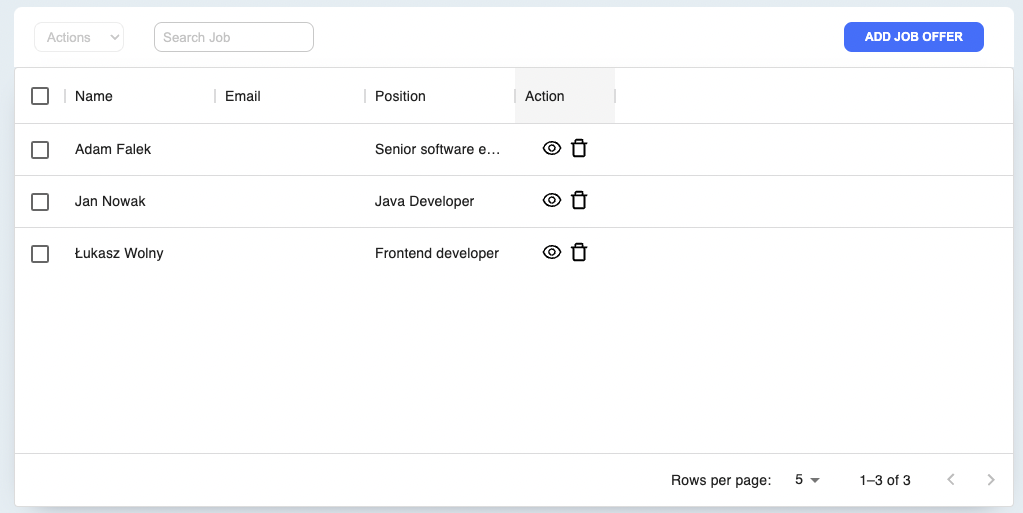 Actions Search Job ADD JOB OFFER
Name Email Position Action
Adam Falek Senior software e…
Jan Nowak Java Developer
Łukasz Wolny Frontend developer
Rows per page: 5 1–3 of 3